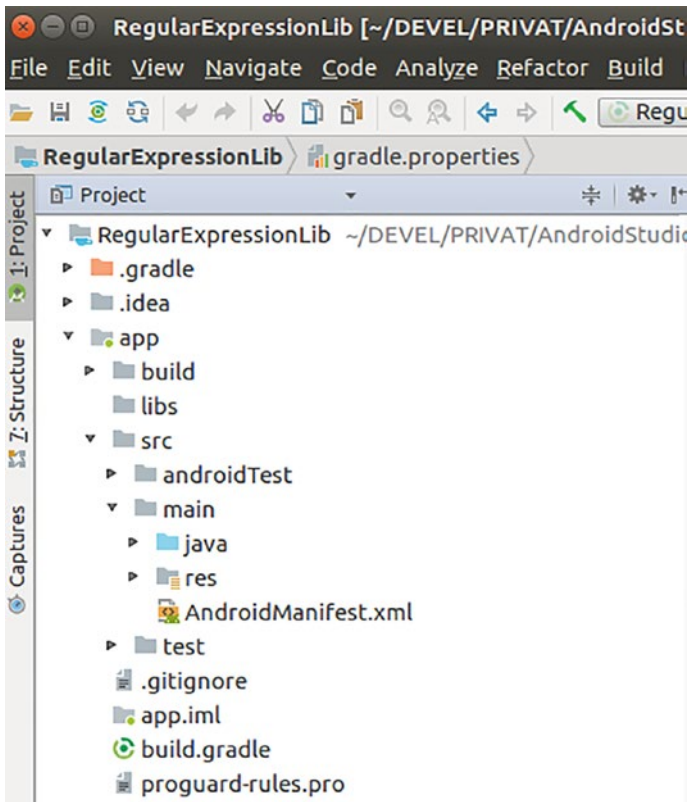 RegularExpressionLib [~/DEVEL/PRIVAT/AndroidSt
File Edit View Navigate Code Analyze Refactor Build
Regu
RegularExpressionLib gradle.properties
Project
1: Project
7: Structure
Captures
RegularExpressionLib ~/DEVEL/PRIVAT/AndroidStudio
.gradle
.idea
app
build
libs
src
androidTest
main
java
res
AndroidManifest.xml
test
.gitignore
app.iml
build.gradle
proguard-rules.pro